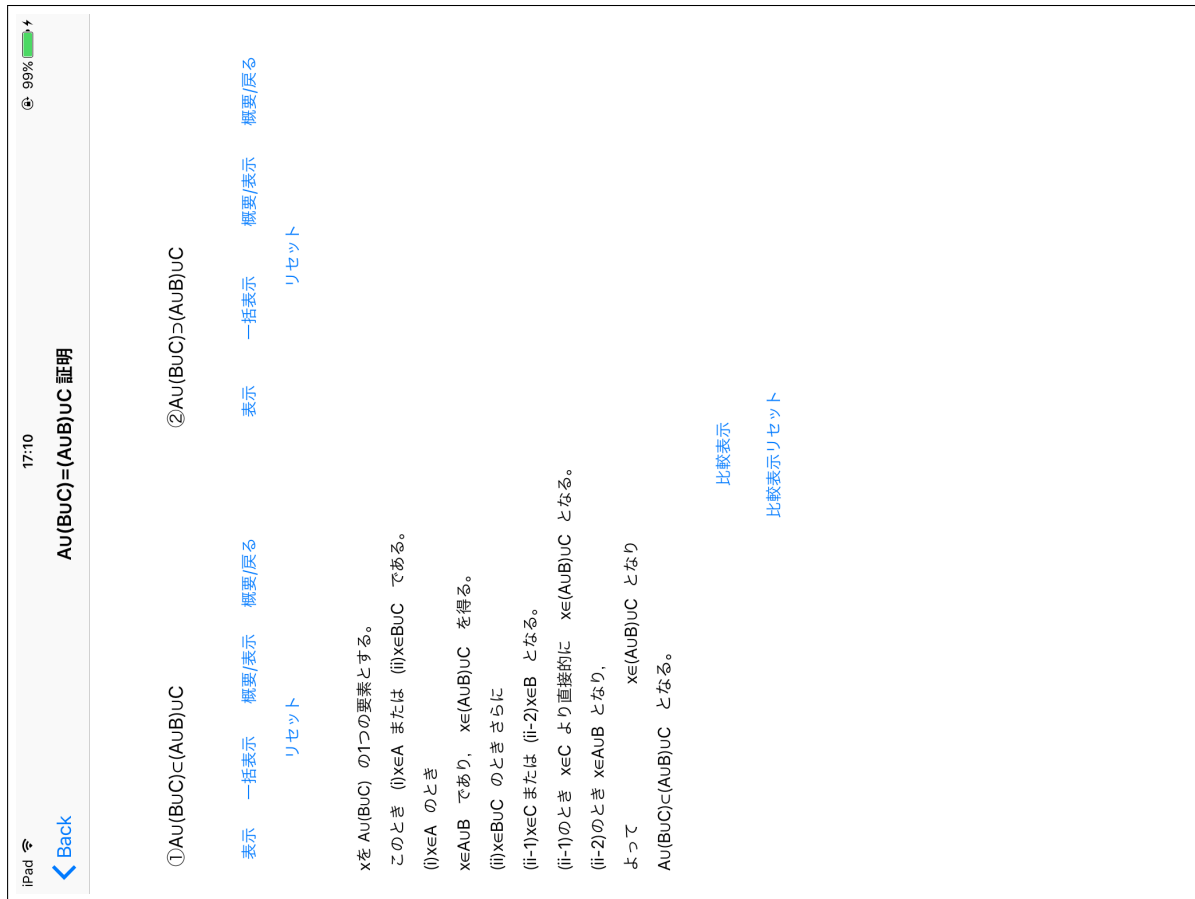 iPad 17:10 99%
Back A∪(B∪C)=(A∪B)∪C 証明
①A∪(B∪C)⊂(A∪B)∪C ②A∪(B∪C)⊃(A∪B)∪C
表示 一括表示 概要/表示 概要/戻る 表示 一括表示 概要/表示 概要/戻る
リセット リセット
xを A∪(B∪C) の1つの要素とする。
このとき (i)x∈A または (ii)x∈B∪C である。
(i)x∈A のとき
x∈A∪B であり, x∈(A∪B)∪C を得る。
(ii)x∈B∪C のとき さらに
(ii-1)x∈C または (ii-2)x∈B となる。
(ii-1)のとき x∈C より直接的に x∈(A∪B)∪C となる。
(ii-2)のとき x∈A∪B となり,
よって x∈(A∪B)∪C となり
A∪(B∪C)⊂(A∪B)∪C となる。
比較表示
比較表示リセット